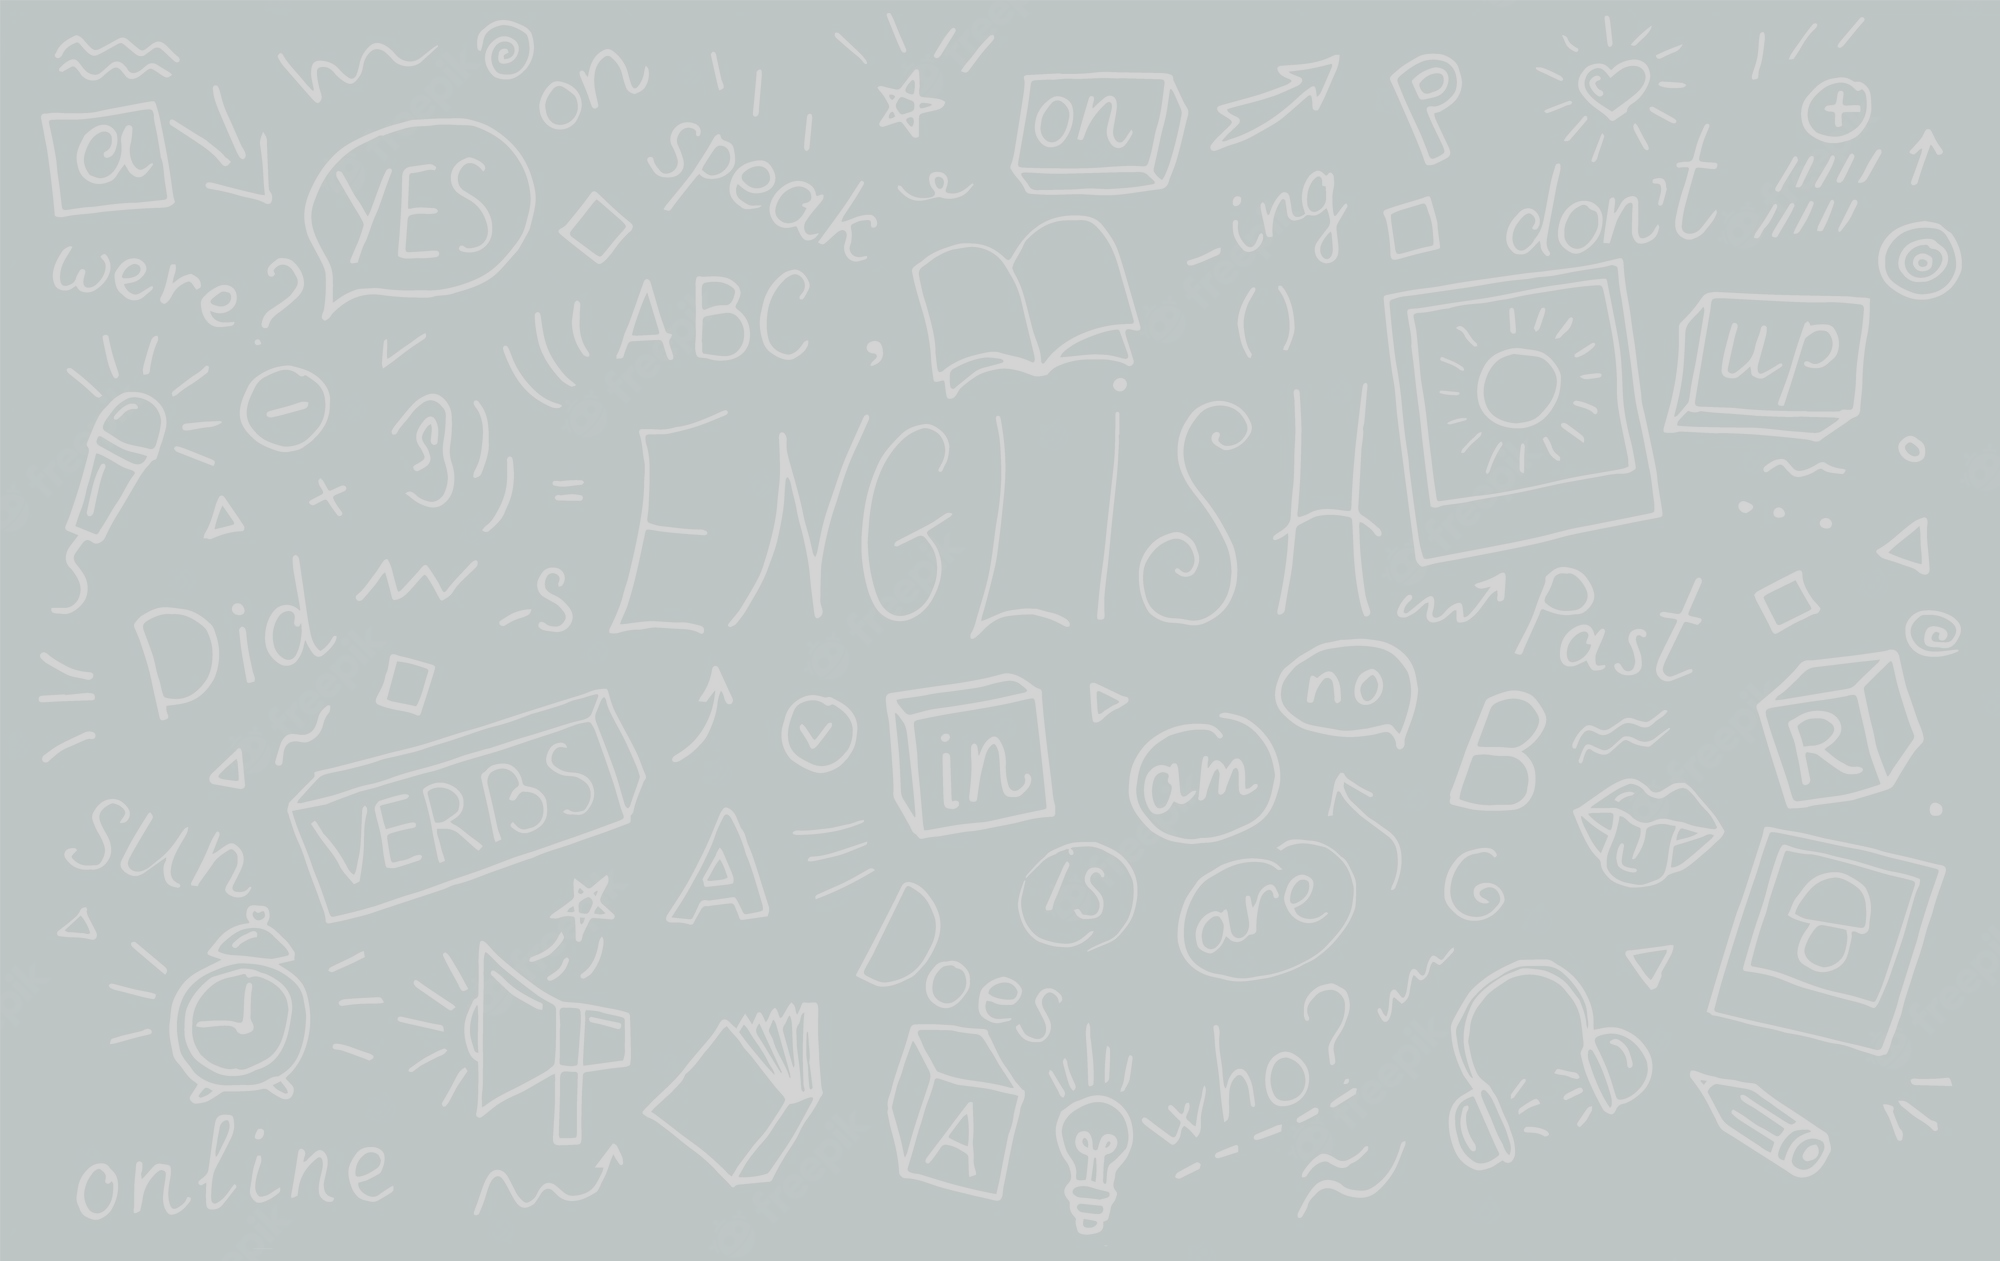 on
a
on
P
YES
speak
ing
don't
were?
ABC ,
( )
up
+ =
ENGLISH
Did
-s
Past
no
in
am
B
R
VERBS
sun
A
is
are
G
Does
who?
A
online